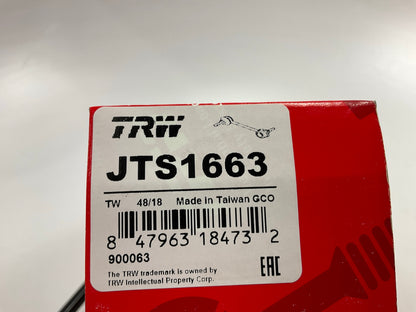 TRW
JTS1663
TW 48/18 Made in Taiwan GCO
8 47963 18473 2
900063
The TRW trademark is owned by
TRW Intellectual Property Corp.
EAC